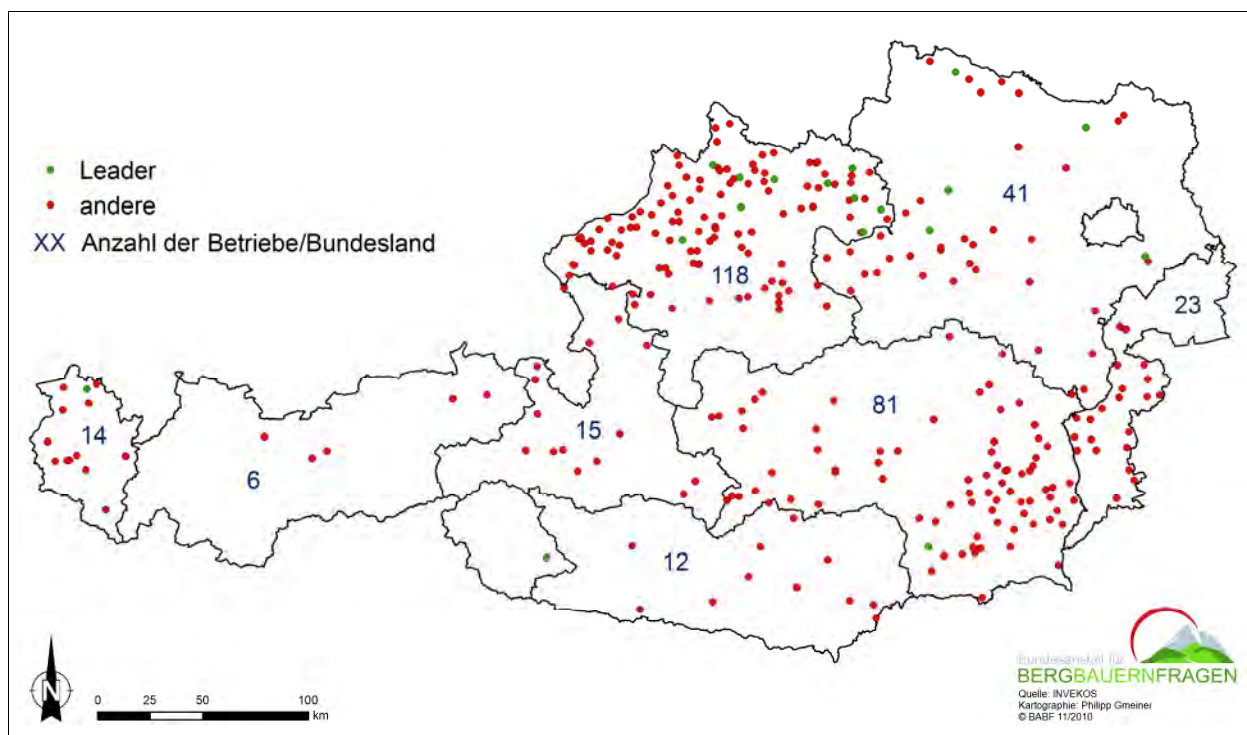 Leader
andere
XX Anzahl der Betriebe/Bundesland
41
118
23
81
14
15
6
12
N
0 25 50 100
km
Bundesanstalt für
BERGBAUERNFRAGEN
Quelle: INVEKOS
Kartographie: Philipp Gmeiner
© BABF 11/2010